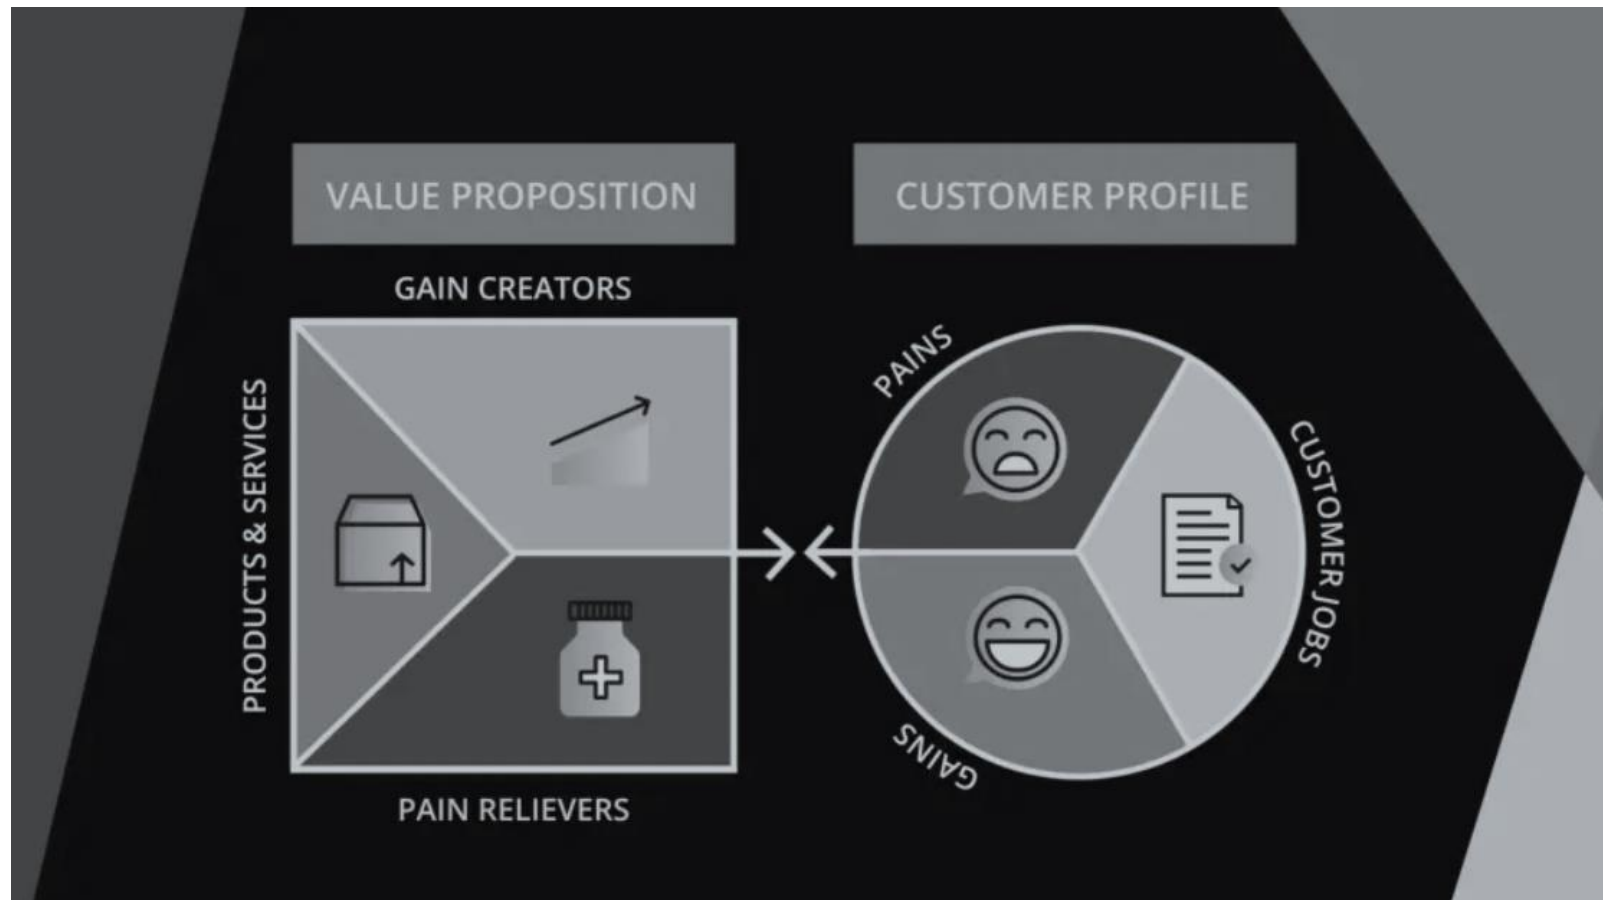 VALUE PROPOSITION
CUSTOMER PROFILE
GAIN CREATORS
PRODUCTS & SERVICES
PAIN RELIEVERS
PAINS
GAINS
CUSTOMER JOBS